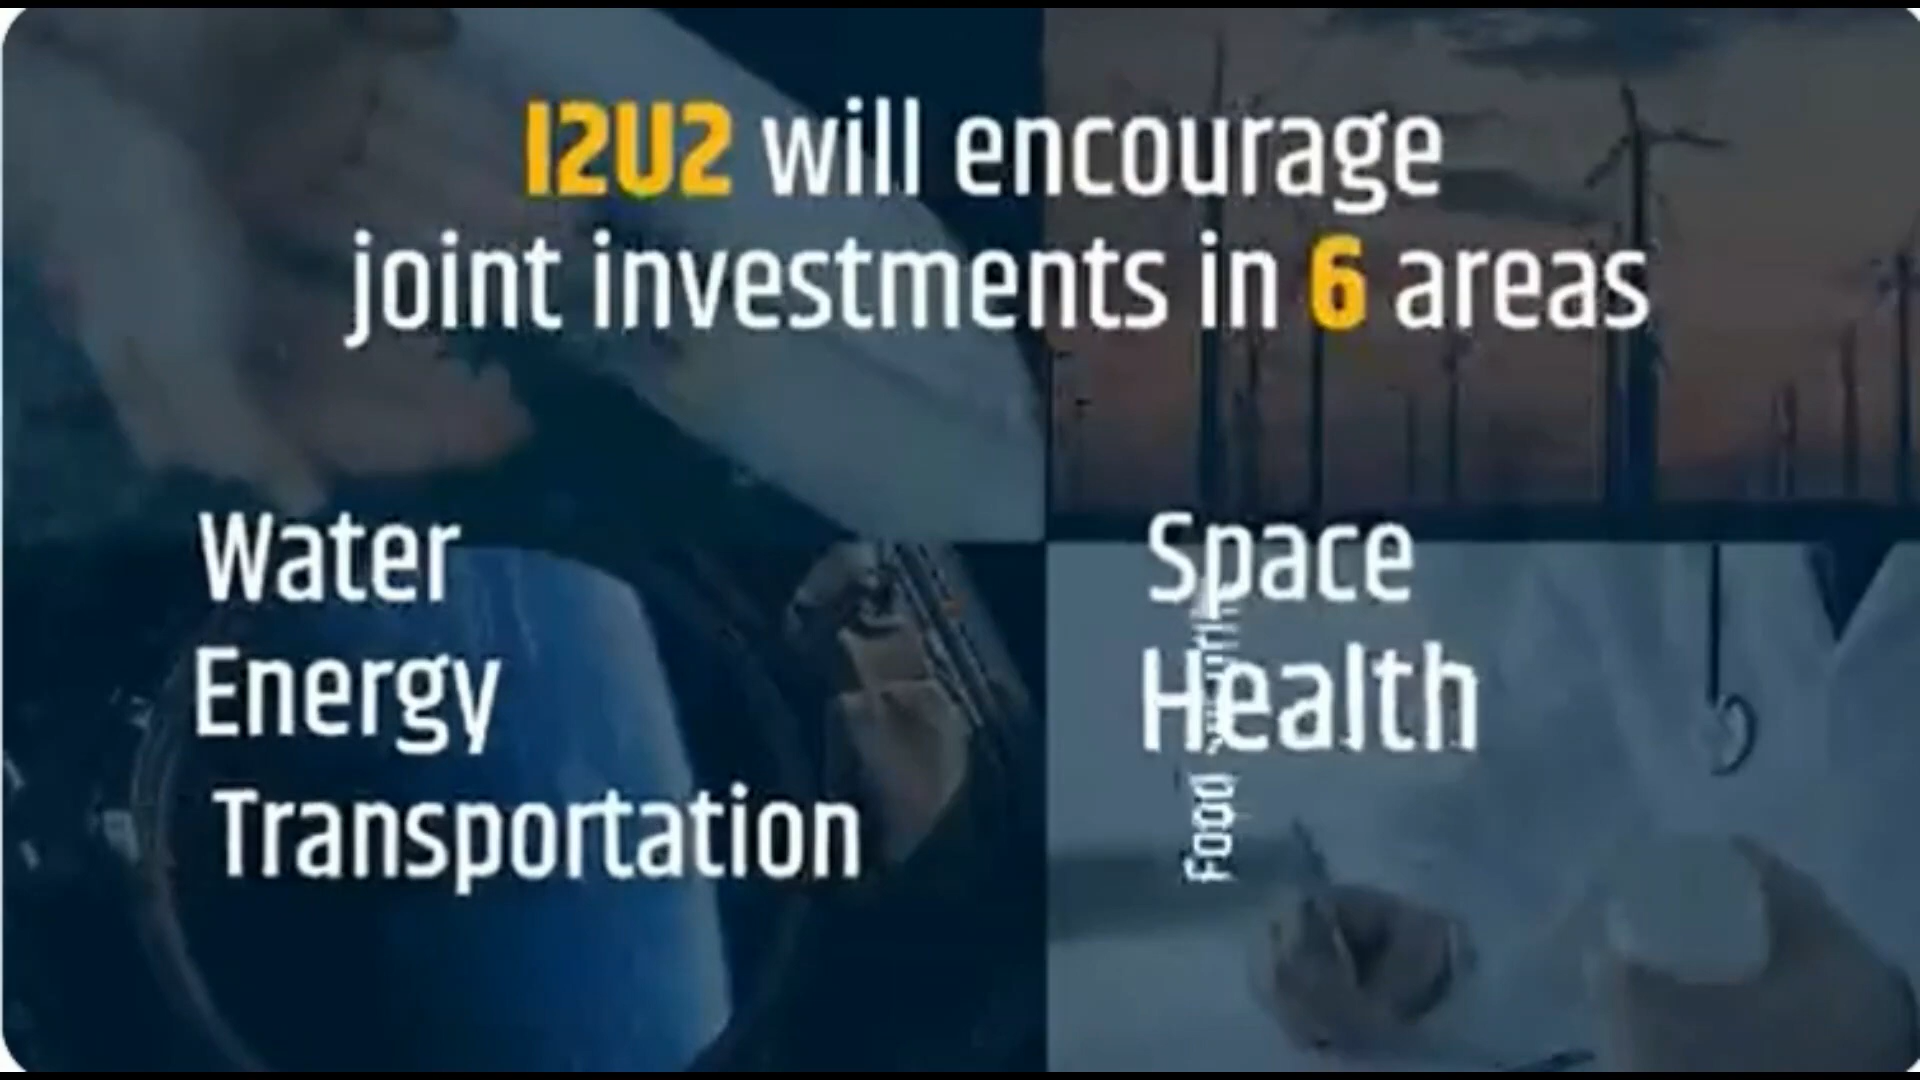 I2U2 will encourage
joint investments in 6 areas
Water
Energy
Transportation
Space
Health
Food